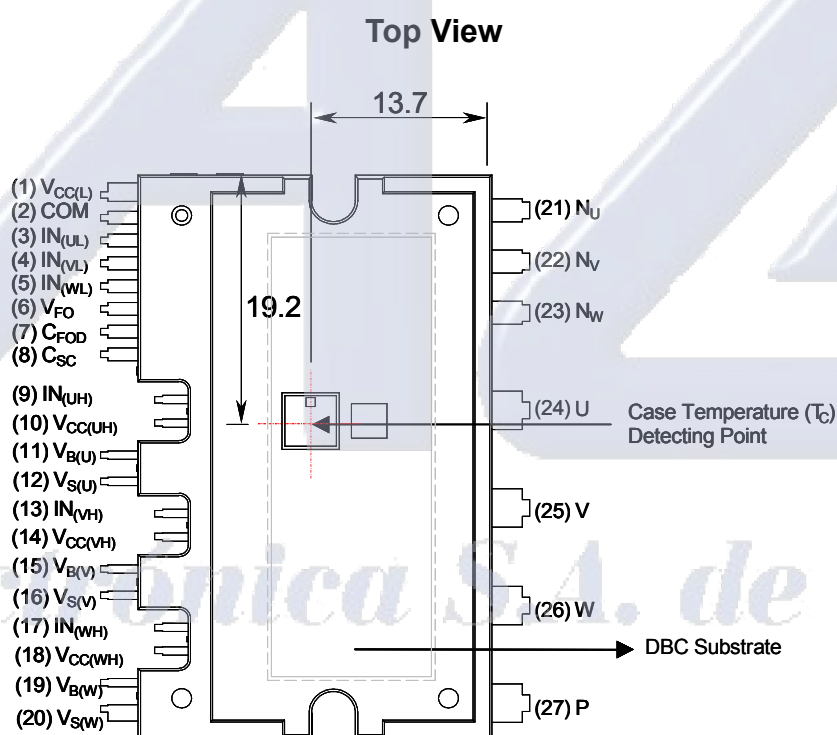 Top View
13.7
(1) VCC(L)
(2) COM
(3) IN(UL)
(4) IN(VL)
(5) IN(WL)
(6) VFO
(7) CFOD
(8) CSC
(9) IN(UH)
(10) VCC(UH)
(11) VB(U)
(12) VS(U)
(13) IN(VH)
(14) VCC(VH)
(15) VB(V)
(16) VS(V)
(17) IN(WH)
(18) VCC(WH)
(19) VB(W)
(20) VS(W)
19.2
(21) NU
(22) NV
(23) NW
(24) U
(25) V
(26) W
(27) P
Case Temperature (TC)
Detecting Point
DBC Substrate
trónica S.A. de